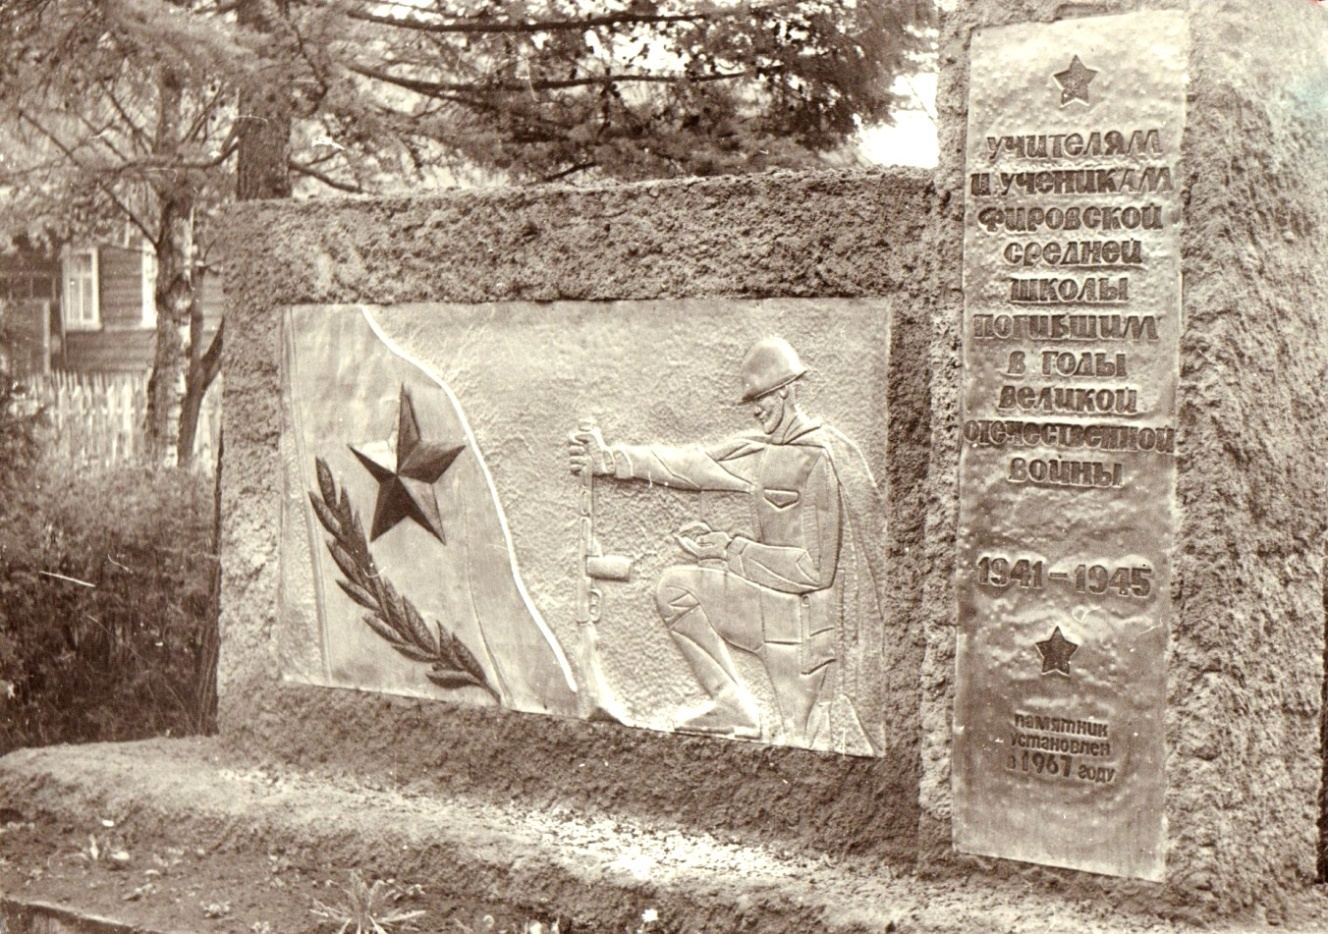 учителям
и ученикам
фировской
средней
школы
погибшим
в годы
великой
отечественной
войны
1941-1945
памятник
установлен
в 1967 году